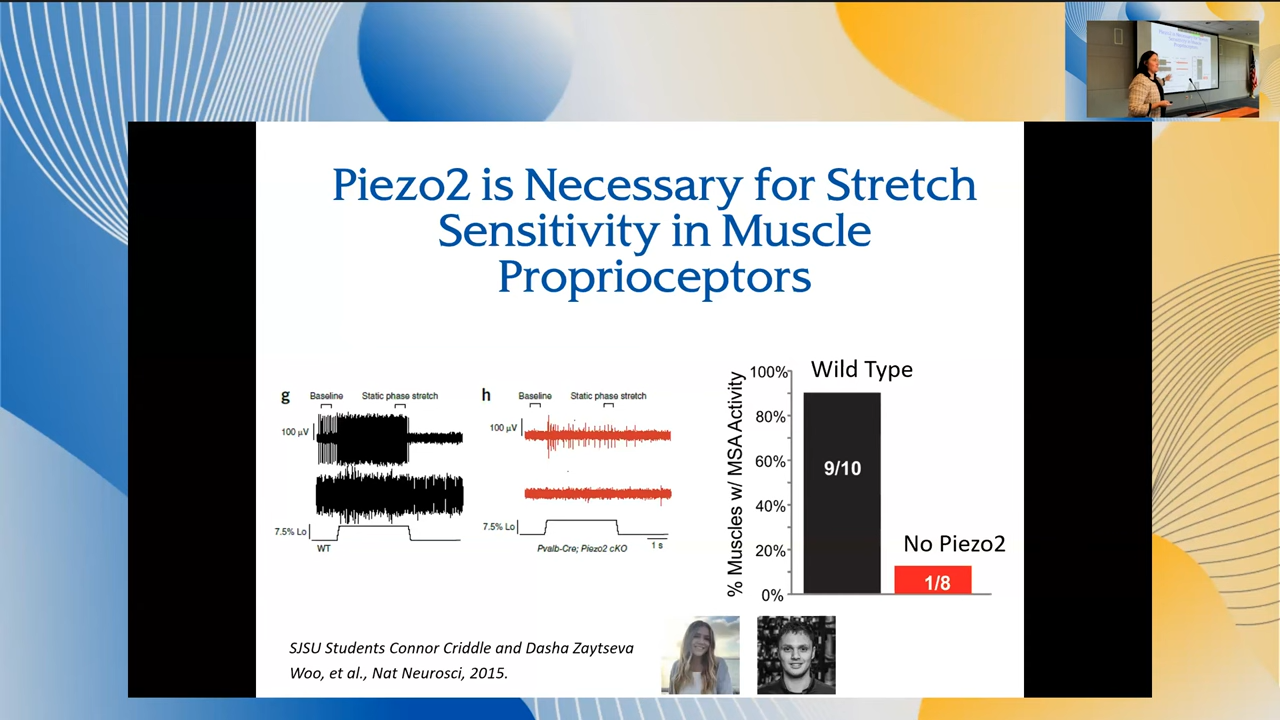 Piezo2 is Necessary for Stretch
Sensitivity in Muscle
Proprioceptors
g
Baseline
Static phase stretch
100 µV
7.5% Lo
WT
h
Baseline
Static phase stretch
100 µV
7.5% Lo
Pvalb-Cre; Piezo2 cKO
1 s
% Muscles w/ MSA Activity
100%
80%
60%
40%
20%
0%
Wild Type
9/10
No Piezo2
1/8
SJSU Students Connor Criddle and Dasha Zaytseva
Woo, et al., Nat Neurosci, 2015.